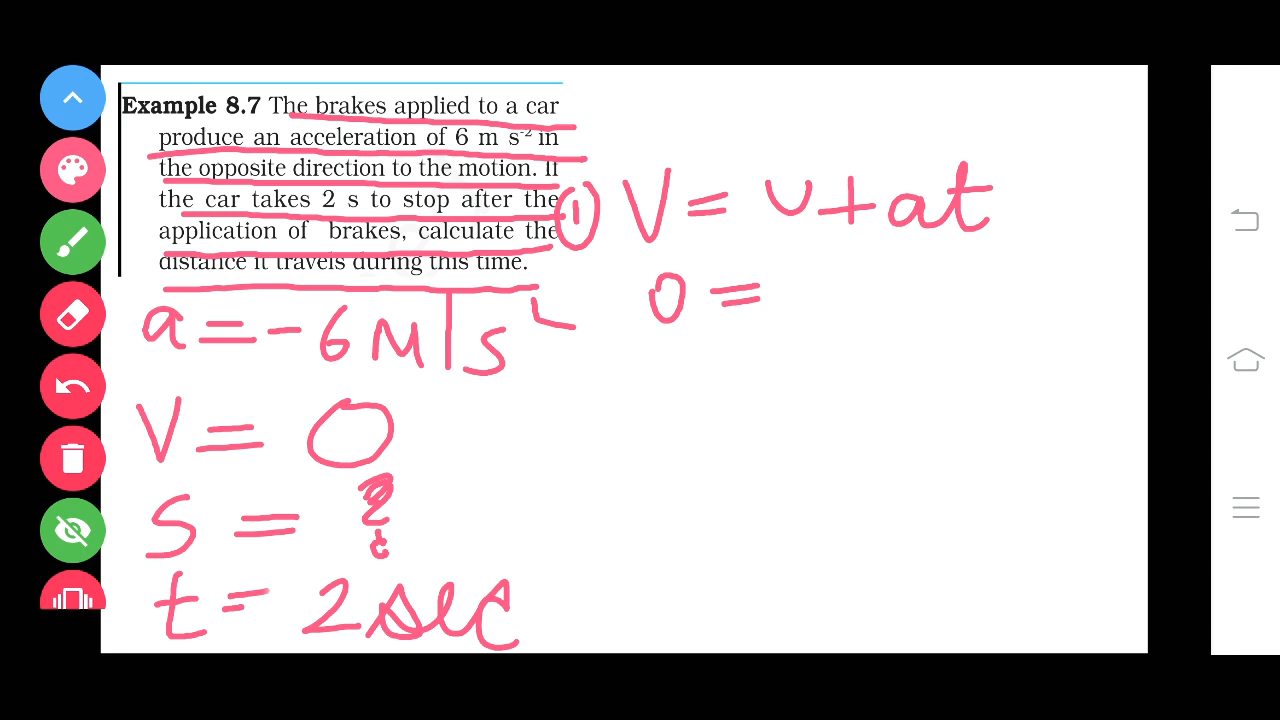 Example 8.7 The brakes applied to a car
produce an acceleration of 6 m s⁻² in
the opposite direction to the motion. If
the car takes 2 s to stop after the
application of brakes, calculate the
distance it travels during this time.
① V = u + at
0 =
a = - 6 M/s²
V = 0
S = ?
t = 2 sec